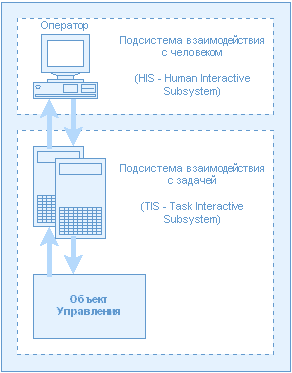 Оператор
Подсистема взаимодействия
с человеком
(HIS - Human Interactive
Subsystem)
Подсистема взаимодействия
с задачей
(TIS - Task Interactive
Subsystem)
Объект
Управления